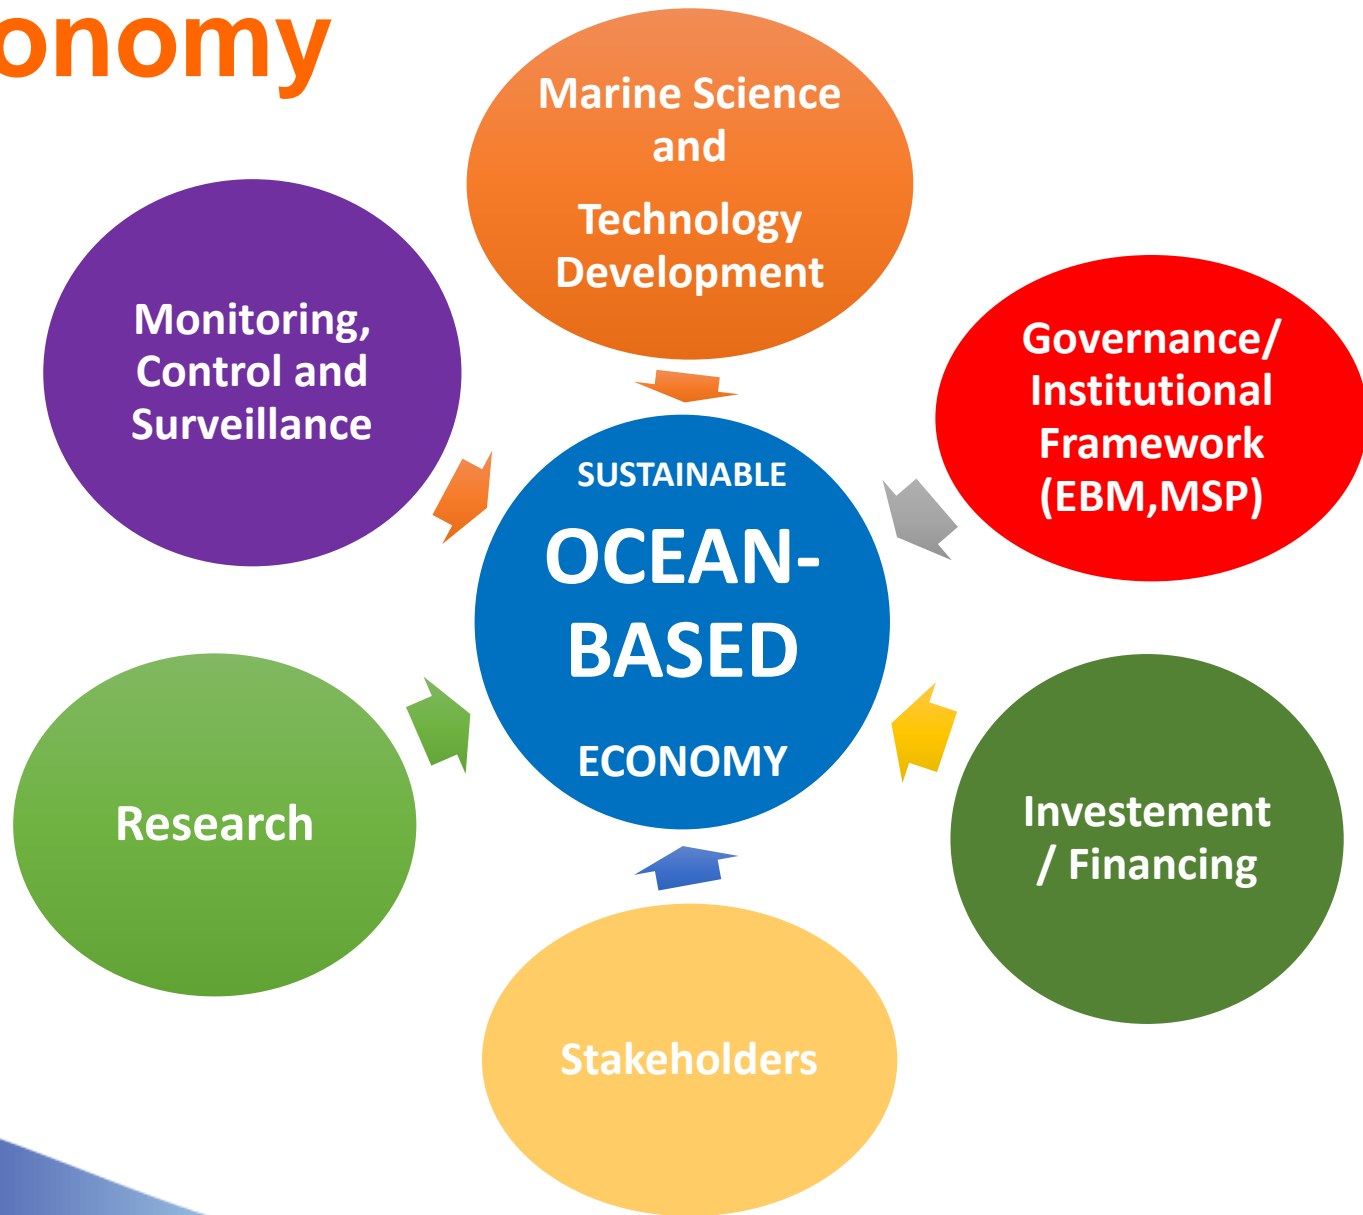 onomy
Marine Science
and
Technology
Development
Monitoring,
Control and
Surveillance
Governance/
Institutional
Framework
(EBM,MSP)
SUSTAINABLE
OCEAN-
BASED
ECONOMY
Research
Investement
/ Financing
Stakeholders